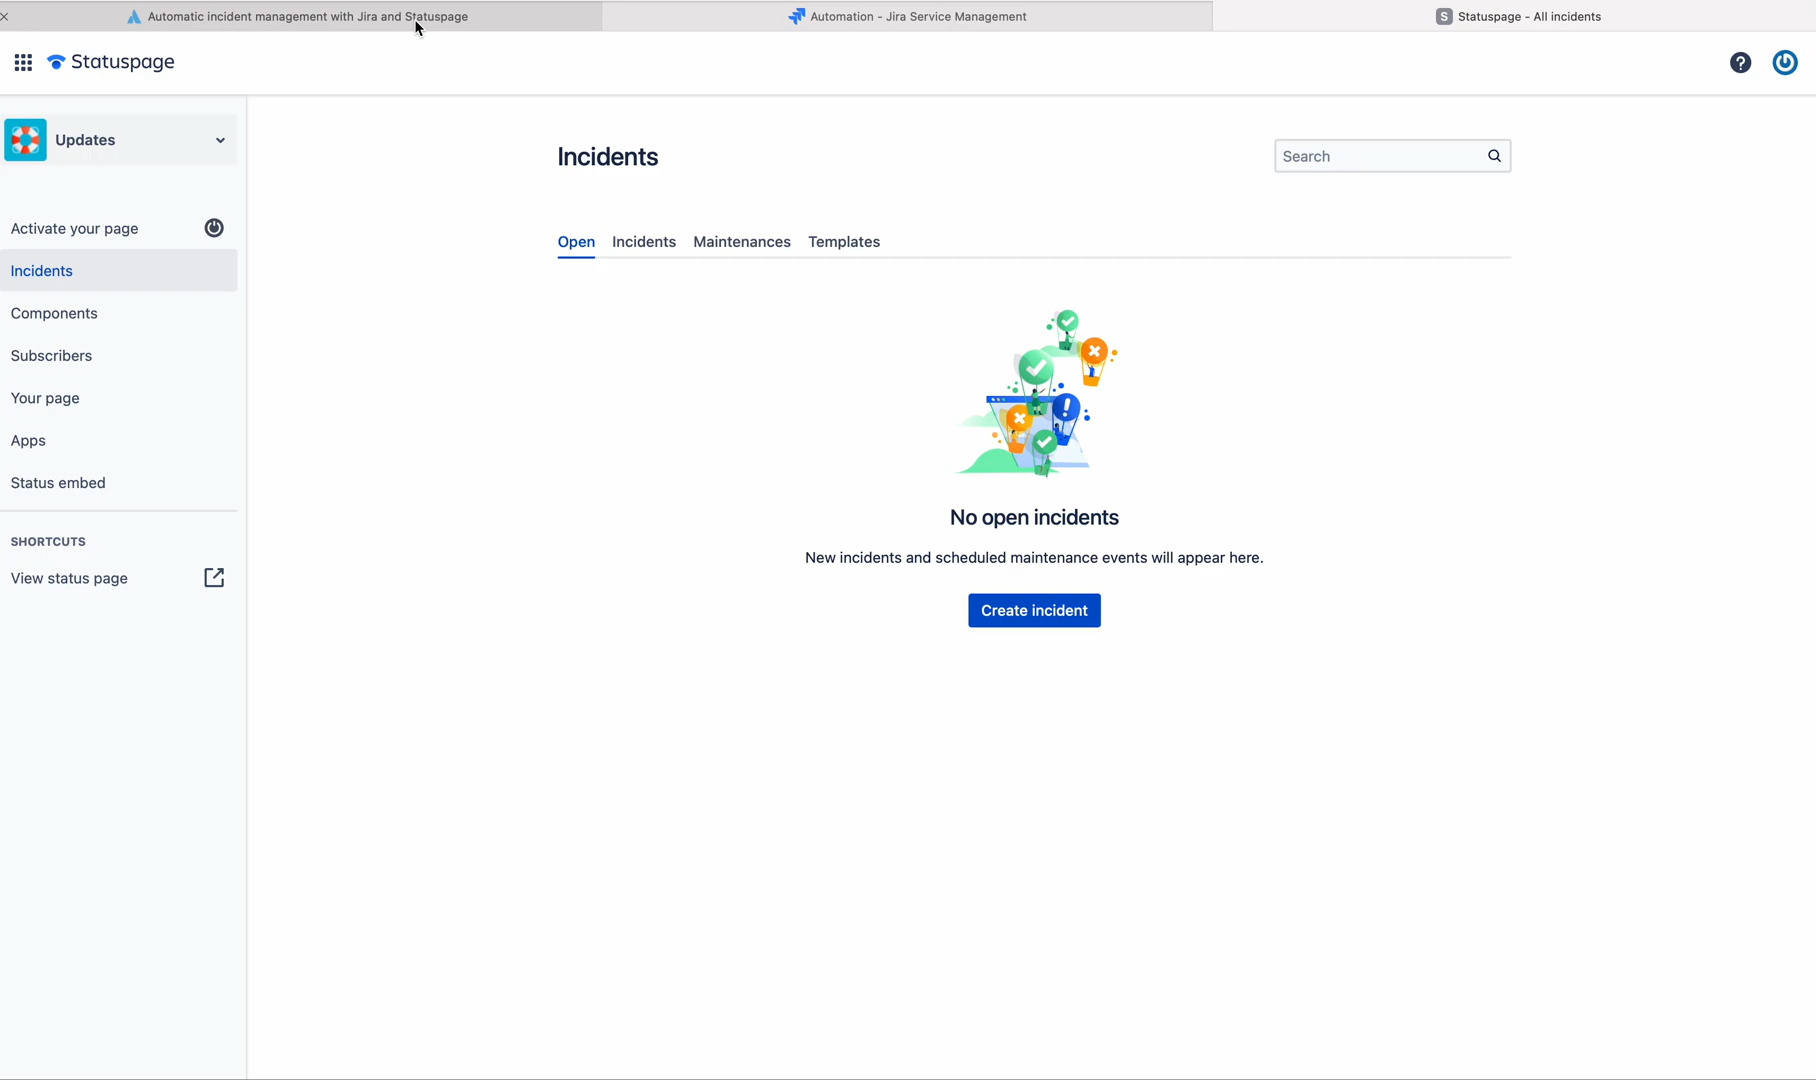 Automatic incident management with Jira and Statuspage
Automation - Jira Service Management
S Statuspage - All incidents
Statuspage
?
Updates
Activate your page
Incidents
Components
Subscribers
Your page
Apps
Status embed
SHORTCUTS
View status page
Incidents
Search
Open Incidents Maintenances Templates
No open incidents
New incidents and scheduled maintenance events will appear here.
Create incident